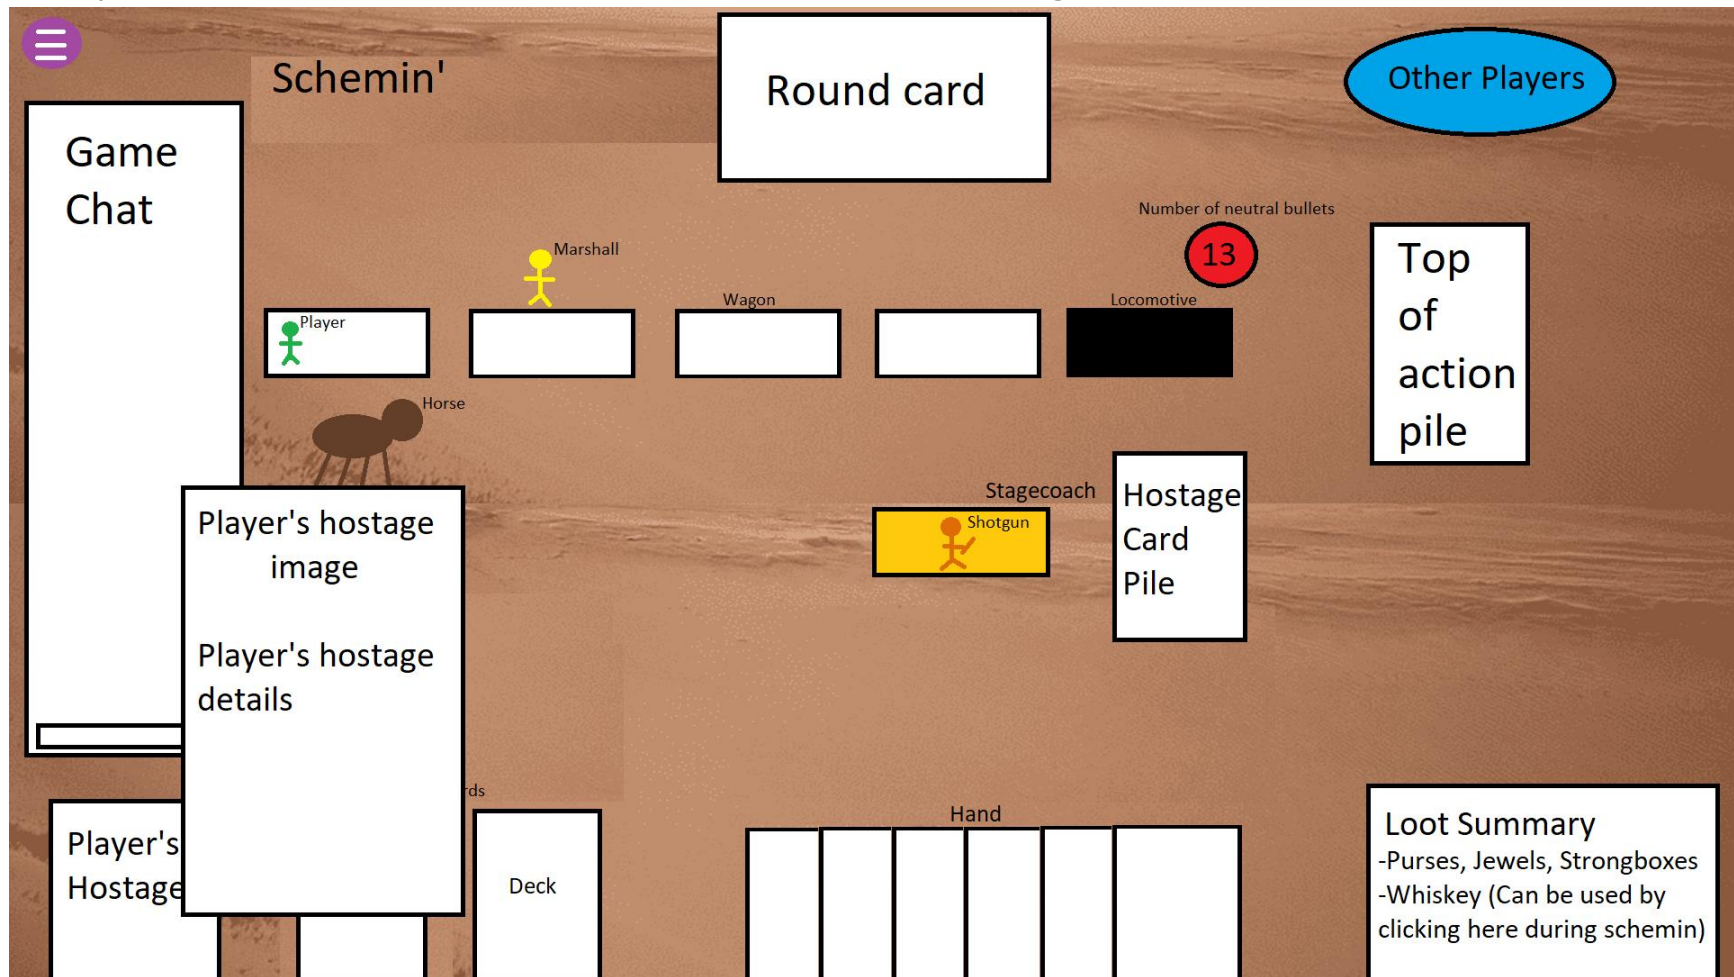 Schemin'
Round card
Other Players
Game
Chat
Number of neutral bullets
13
Marshall
Wagon
Locomotive
Player
Top
of
action
pile
Horse
Stagecoach
Shotgun
Hostage
Card
Pile
Player's hostage
image
Player's hostage
details
rds
Hand
Player's
Hostage
Deck
Loot Summary
-Purses, Jewels, Strongboxes
-Whiskey (Can be used by
clicking here during schemin)